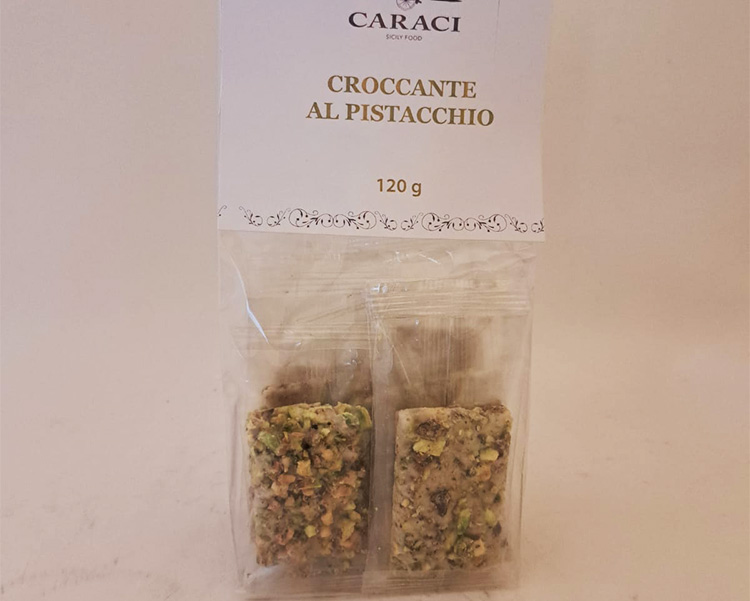 CARACI
SICILY FOOD
CROCCANTE
AL PISTACCHIO
120 g